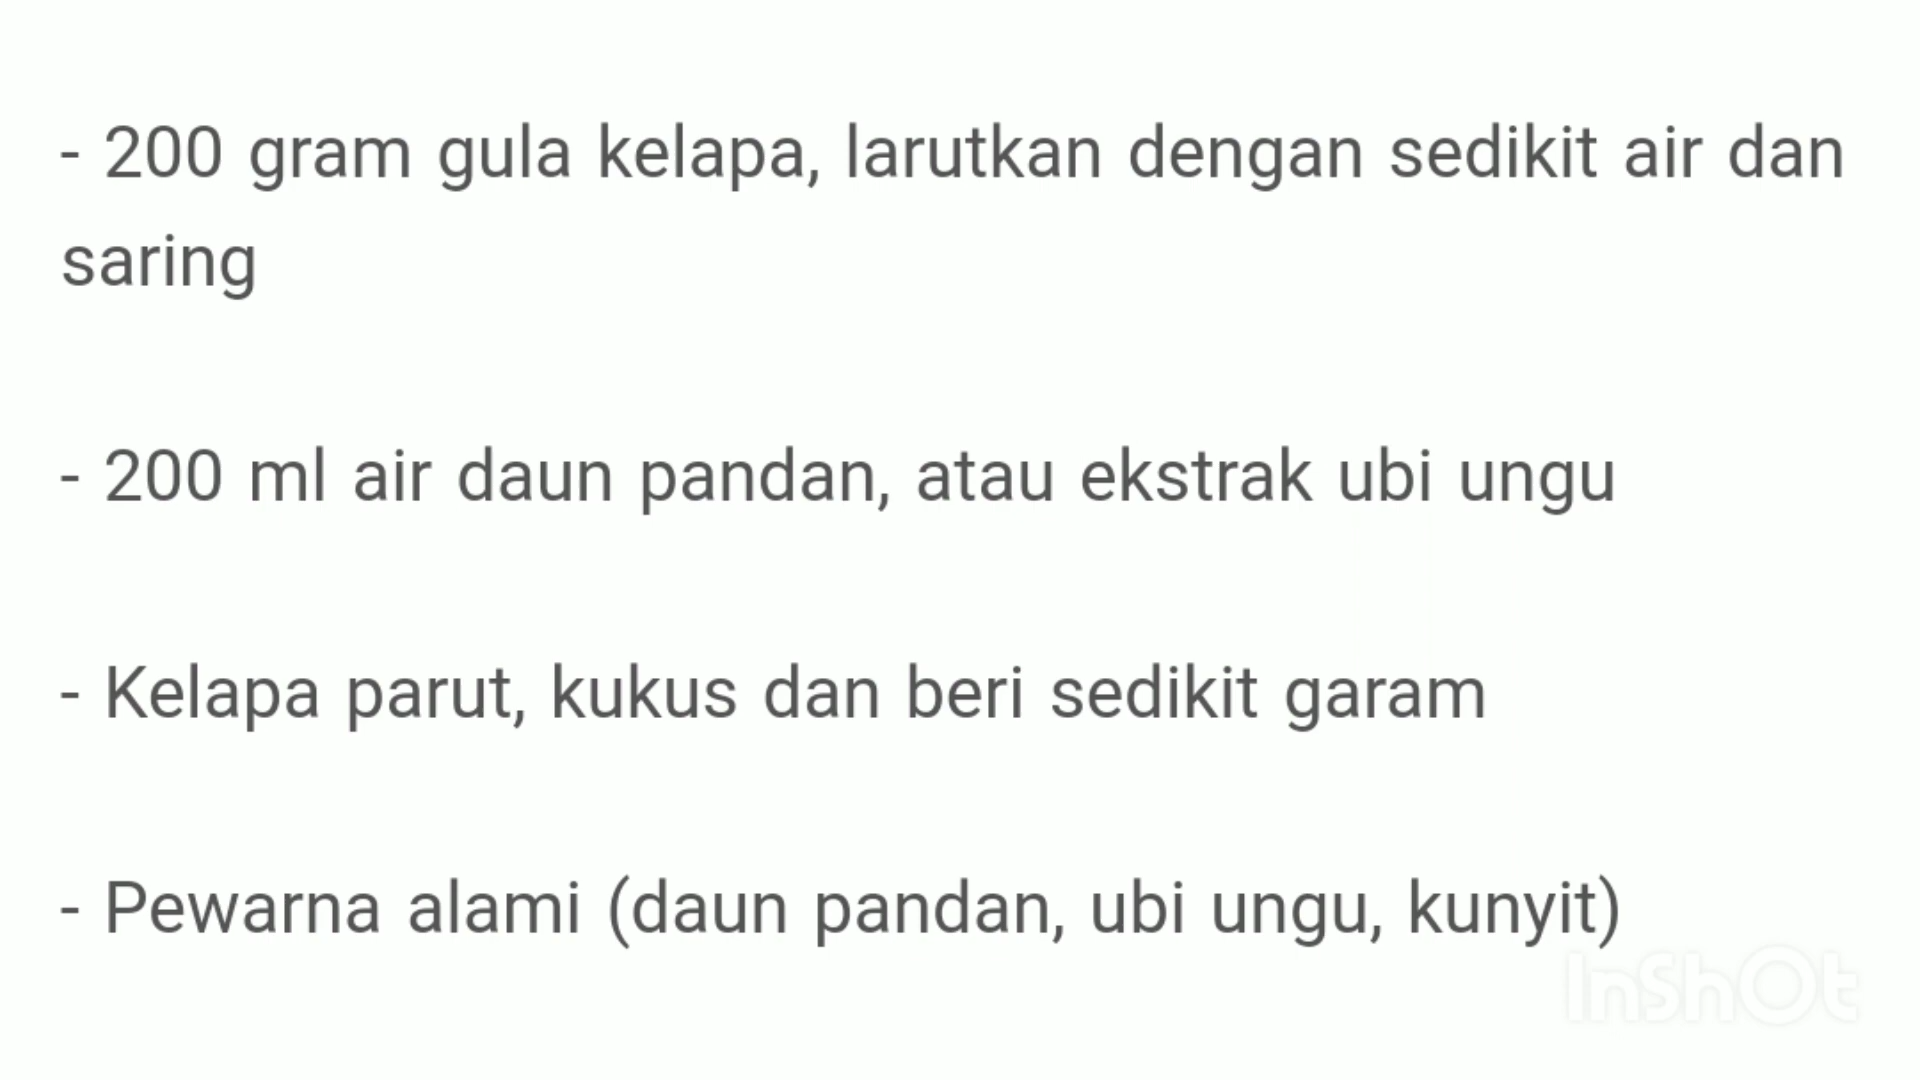 - 200 gram gula kelapa, larutkan dengan sedikit air dan
saring
- 200 ml air daun pandan, atau ekstrak ubi ungu
- Kelapa parut, kukus dan beri sedikit garam
- Pewarna alami (daun pandan, ubi ungu, kunyit)
InShOt